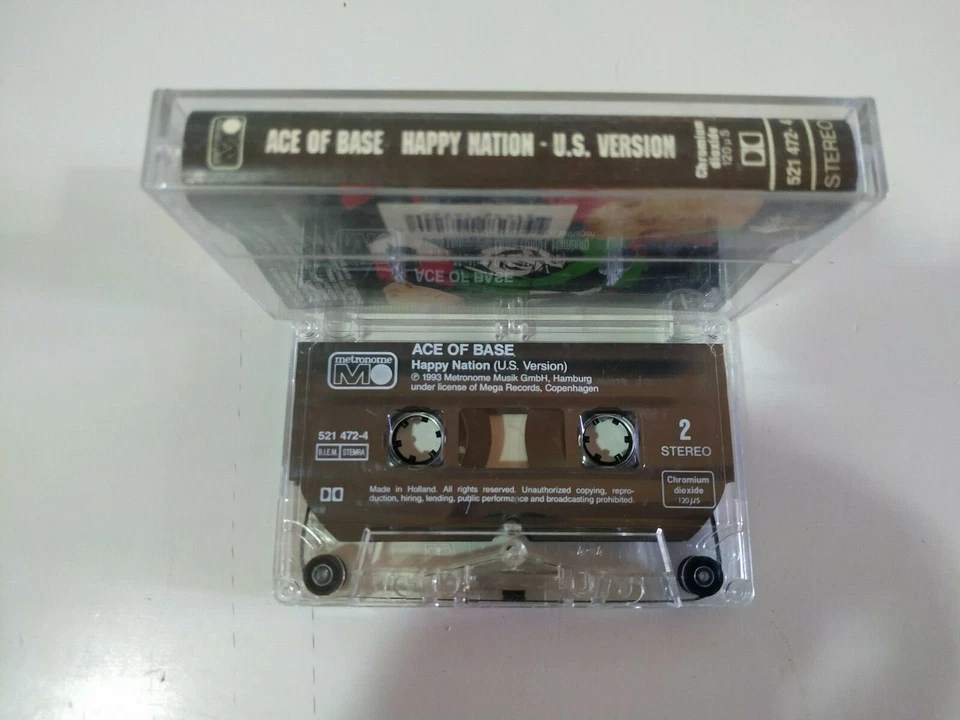 ACE OF BASE HAPPY NATION - U.S. VERSION
Chromium
dioxide
120 µS
521 472-4
STEREO
ACE OF BASE
metronome
M
ACE OF BASE
Happy Nation (U.S. Version)
℗ 1993 Metronome Musik GmbH, Hamburg
under license of Mega Records, Copenhagen
521 472-4
B.I.E.M. STEMRA
2
STEREO
Made in Holland. All rights reserved. Unauthorized copying, repro-
duction, hiring, lending, public performance and broadcasting prohibited.
Chromium
dioxide
120 µS